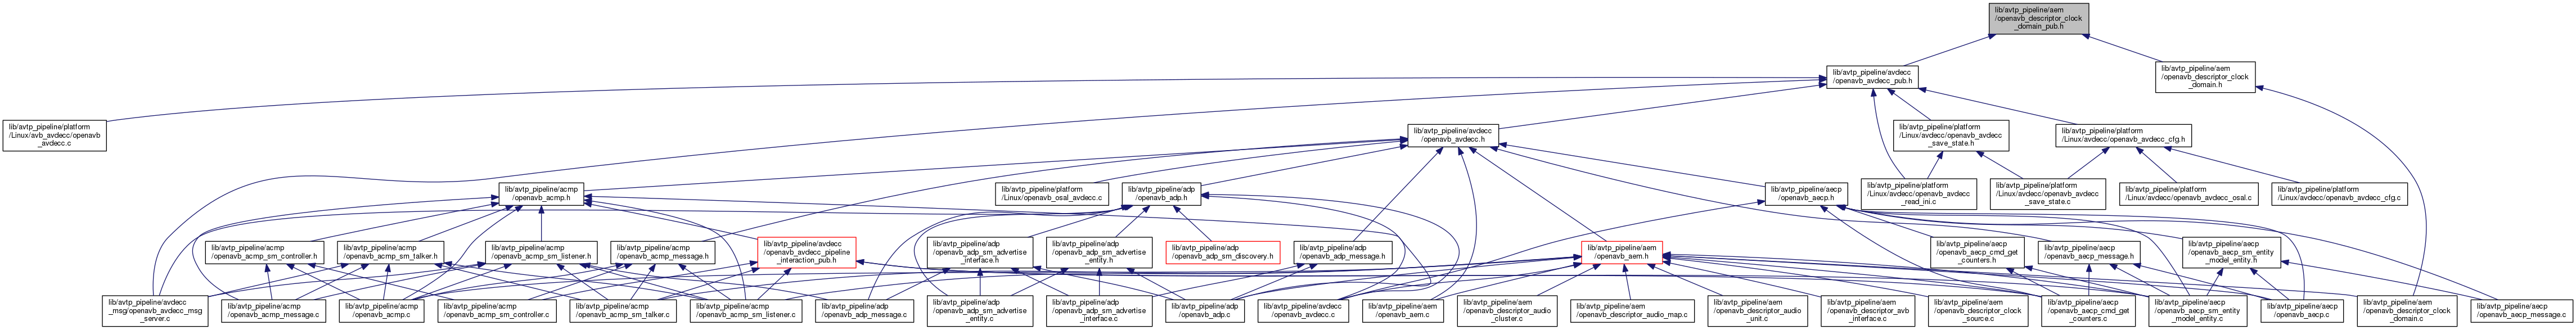 lib/avtp_pipeline/aem
/openavb_descriptor_clock
_domain_pub.h
lib/avtp_pipeline/avdecc
/openavb_avdecc_pub.h
lib/avtp_pipeline/aem
/openavb_descriptor_clock
_domain.h
lib/avtp_pipeline/platform
/Linux/avb_avdecc/openavb
_avdecc.c
lib/avtp_pipeline/avdecc
/openavb_avdecc.h
lib/avtp_pipeline/platform
/Linux/avdecc/openavb_avdecc
_save_state.h
lib/avtp_pipeline/platform
/Linux/avdecc/openavb_avdecc_cfg.h
lib/avtp_pipeline/acmp
/openavb_acmp.h
lib/avtp_pipeline/platform
/Linux/openavb_osal_avdecc.c
lib/avtp_pipeline/adp
/openavb_adp.h
lib/avtp_pipeline/aecp
/openavb_aecp.h
lib/avtp_pipeline/platform
/Linux/avdecc/openavb_avdecc
_read_ini.c
lib/avtp_pipeline/platform
/Linux/avdecc/openavb_avdecc
_save_state.c
lib/avtp_pipeline/platform
/Linux/avdecc/openavb_avdecc_osal.c
lib/avtp_pipeline/platform
/Linux/avdecc/openavb_avdecc_cfg.c
lib/avtp_pipeline/acmp
/openavb_acmp_sm_controller.h
lib/avtp_pipeline/acmp
/openavb_acmp_sm_talker.h
lib/avtp_pipeline/acmp
/openavb_acmp_sm_listener.h
lib/avtp_pipeline/acmp
/openavb_acmp_message.h
lib/avtp_pipeline/avdecc
/openavb_avdecc_pipeline
_interaction_pub.h
lib/avtp_pipeline/adp
/openavb_adp_sm_advertise
_interface.h
lib/avtp_pipeline/adp
/openavb_adp_sm_advertise
_entity.h
lib/avtp_pipeline/adp
/openavb_adp_sm_discovery.h
lib/avtp_pipeline/adp
/openavb_adp_message.h
lib/avtp_pipeline/aem
/openavb_aem.h
lib/avtp_pipeline/aecp
/openavb_aecp_cmd_get
_counters.h
lib/avtp_pipeline/aecp
/openavb_aecp_message.h
lib/avtp_pipeline/aecp
/openavb_aecp_sm_entity
_model_entity.h
lib/avtp_pipeline/avdecc
_msg/openavb_avdecc_msg
_server.c
lib/avtp_pipeline/acmp
/openavb_acmp_message.c
lib/avtp_pipeline/acmp
/openavb_acmp.c
lib/avtp_pipeline/acmp
/openavb_acmp_sm_controller.c
lib/avtp_pipeline/acmp
/openavb_acmp_sm_talker.c
lib/avtp_pipeline/acmp
/openavb_acmp_sm_listener.c
lib/avtp_pipeline/adp
/openavb_adp_message.c
lib/avtp_pipeline/adp
/openavb_adp_sm_advertise
_entity.c
lib/avtp_pipeline/adp
/openavb_adp_sm_advertise
_interface.c
lib/avtp_pipeline/adp
/openavb_adp.c
lib/avtp_pipeline/avdecc
/openavb_avdecc.c
lib/avtp_pipeline/aem
/openavb_aem.c
lib/avtp_pipeline/aem
/openavb_descriptor_audio
_cluster.c
lib/avtp_pipeline/aem
/openavb_descriptor_audio_map.c
lib/avtp_pipeline/aem
/openavb_descriptor_audio
_unit.c
lib/avtp_pipeline/aem
/openavb_descriptor_avb
_interface.c
lib/avtp_pipeline/aem
/openavb_descriptor_clock
_source.c
lib/avtp_pipeline/aecp
/openavb_aecp_cmd_get
_counters.c
lib/avtp_pipeline/aecp
/openavb_aecp_sm_entity
_model_entity.c
lib/avtp_pipeline/aecp
/openavb_aecp.c
lib/avtp_pipeline/aem
/openavb_descriptor_clock
_domain.c
lib/avtp_pipeline/aecp
/openavb_aecp_message.c